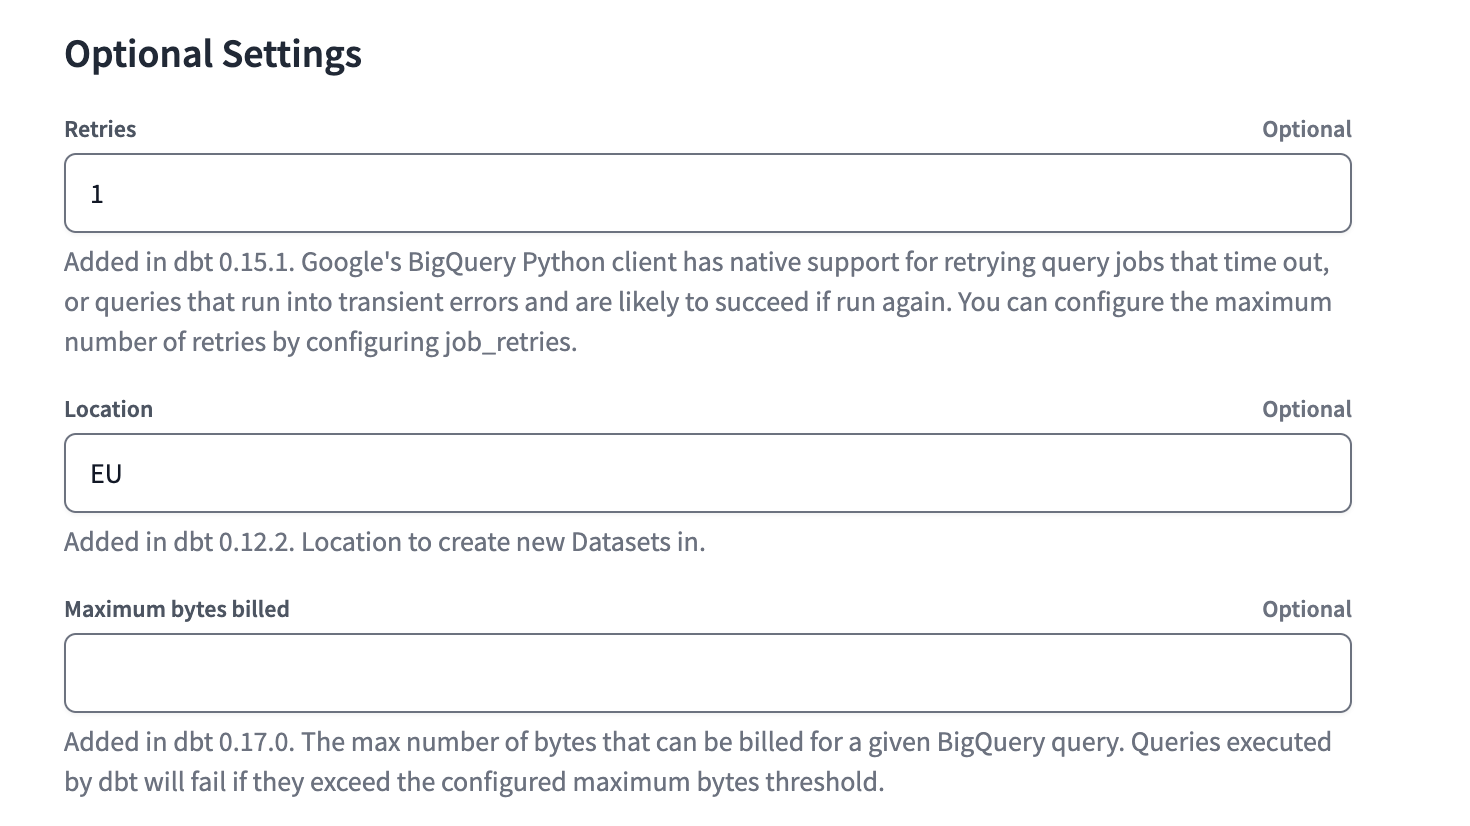 Optional Settings
Retries Optional
1
Added in dbt 0.15.1. Google's BigQuery Python client has native support for retrying query jobs that time out,
or queries that run into transient errors and are likely to succeed if run again. You can configure the maximum
number of retries by configuring job_retries.
Location Optional
EU
Added in dbt 0.12.2. Location to create new Datasets in.
Maximum bytes billed Optional
Added in dbt 0.17.0. The max number of bytes that can be billed for a given BigQuery query. Queries executed
by dbt will fail if they exceed the configured maximum bytes threshold.